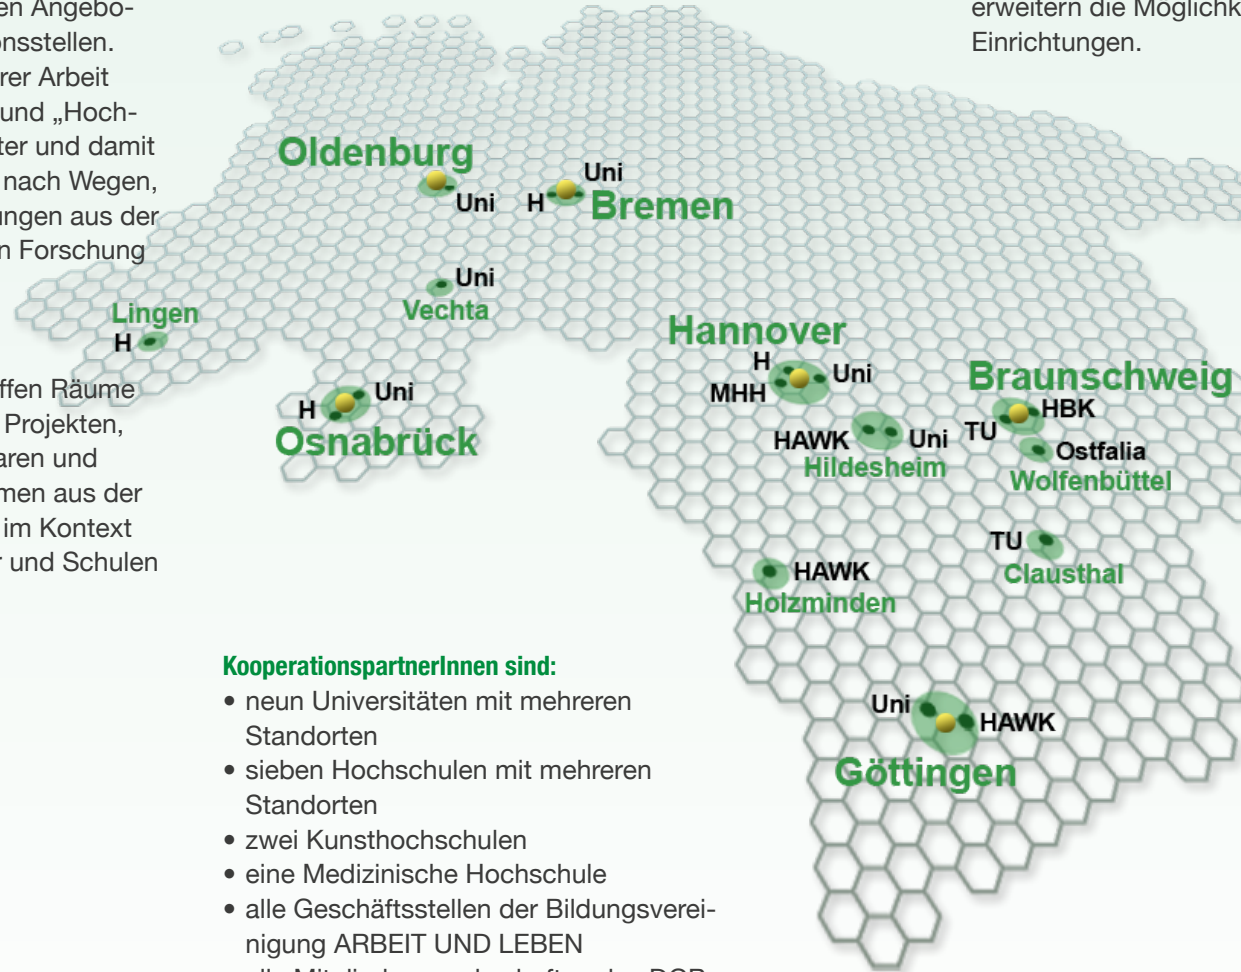 en Angebo-
onsstellen.
rer Arbeit
und „Hoch-
ter und damit
nach Wegen,
ungen aus der
n Forschung
ffen Räume
Projekten,
aren und
men aus der
im Kontext
r und Schulen
erweitern die Möglichk
Einrichtungen.
Oldenburg
Uni
Uni
H
Bremen
Uni
Vechta
Lingen
H
Uni
H
Osnabrück
Hannover
H
Uni
MHH
HAWK
Uni
Hildesheim
Braunschweig
HBK
TU
Ostfalia
Wolfenbüttel
TU
Clausthal
HAWK
Holzminden
Uni
HAWK
Göttingen
KooperationspartnerInnen sind:
• neun Universitäten mit mehreren
Standorten
• sieben Hochschulen mit mehreren
Standorten
• zwei Kunsthochschulen
• eine Medizinische Hochschule
• alle Geschäftsstellen der Bildungsverei-
nigung ARBEIT UND LEBEN